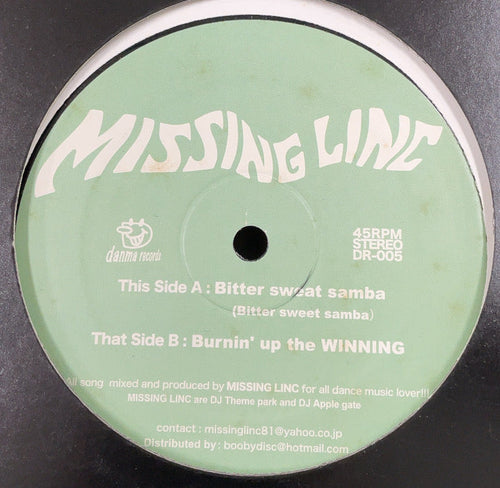 MISSING LINC
danma records
45RPM
STEREO
DR-005
This Side A : Bitter sweat samba
(Bitter sweet samba)
That Side B : Burnin' up the WINNING
All song mixed and produced by MISSING LINC for all dance music lover!!!
MISSING LINC are DJ Theme park and DJ Apple gate
contact : missinglinc81@yahoo.co.jp
Distributed by : boobydisc@hotmail.com